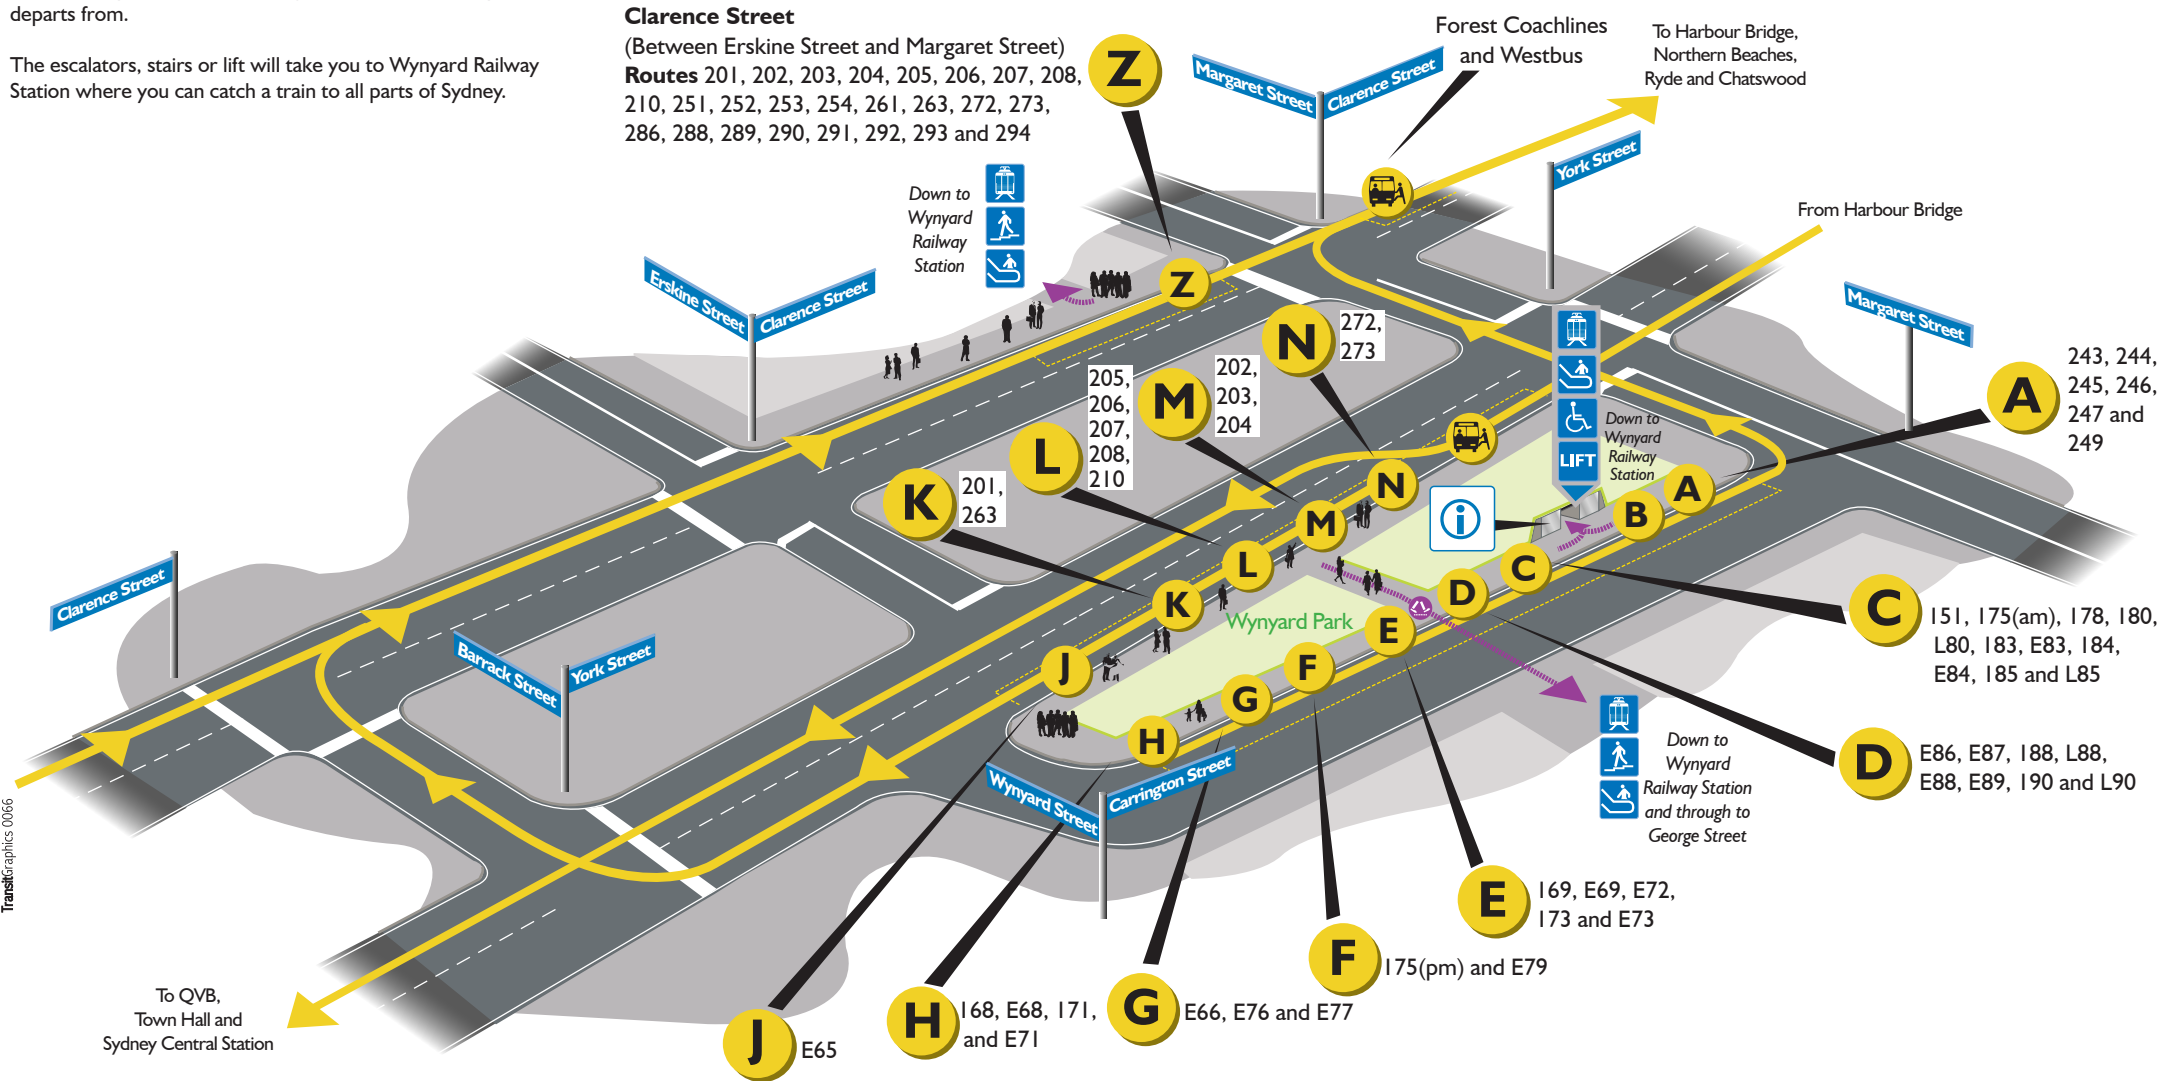 departs from.
The escalators, stairs or lift will take you to Wynyard Railway
Station where you can catch a train to all parts of Sydney.
Clarence Street
(Between Erskine Street and Margaret Street)
Routes 201, 202, 203, 204, 205, 206, 207, 208,
210, 251, 252, 253, 254, 261, 263, 272, 273,
286, 288, 289, 290, 291, 292, 293 and 294
Z
Forest Coachlines
and Westbus
To Harbour Bridge,
Northern Beaches,
Ryde and Chatswood
Margaret Street
Clarence Street
York Street
From Harbour Bridge
Down to
Wynyard
Railway
Station
Erskine Street
Clarence Street
Z
Margaret Street
N
272,
273
M
202,
203,
204
L
205,
206,
207,
208,
210
K
201,
263
A
243, 244,
245, 246,
247 and
249
LIFT
Down to
Wynyard
Railway
Station
i
N
M
L
K
J
A
B
C
D
E
F
G
H
Wynyard Park
Clarence Street
Barrack Street
York Street
Wynyard Street
Carrington Street
C
151, 175(am), 178, 180,
L80, 183, E83, 184,
E84, 185 and L85
D
E86, E87, 188, L88,
E88, E89, 190 and L90
Down to
Wynyard
Railway Station
and through to
George Street
E
169, E69, E72,
173 and E73
F
175(pm) and E79
G
E66, E76 and E77
H
168, E68, 171,
and E71
J
E65
To QVB,
Town Hall and
Sydney Central Station
TransitGraphics 0066